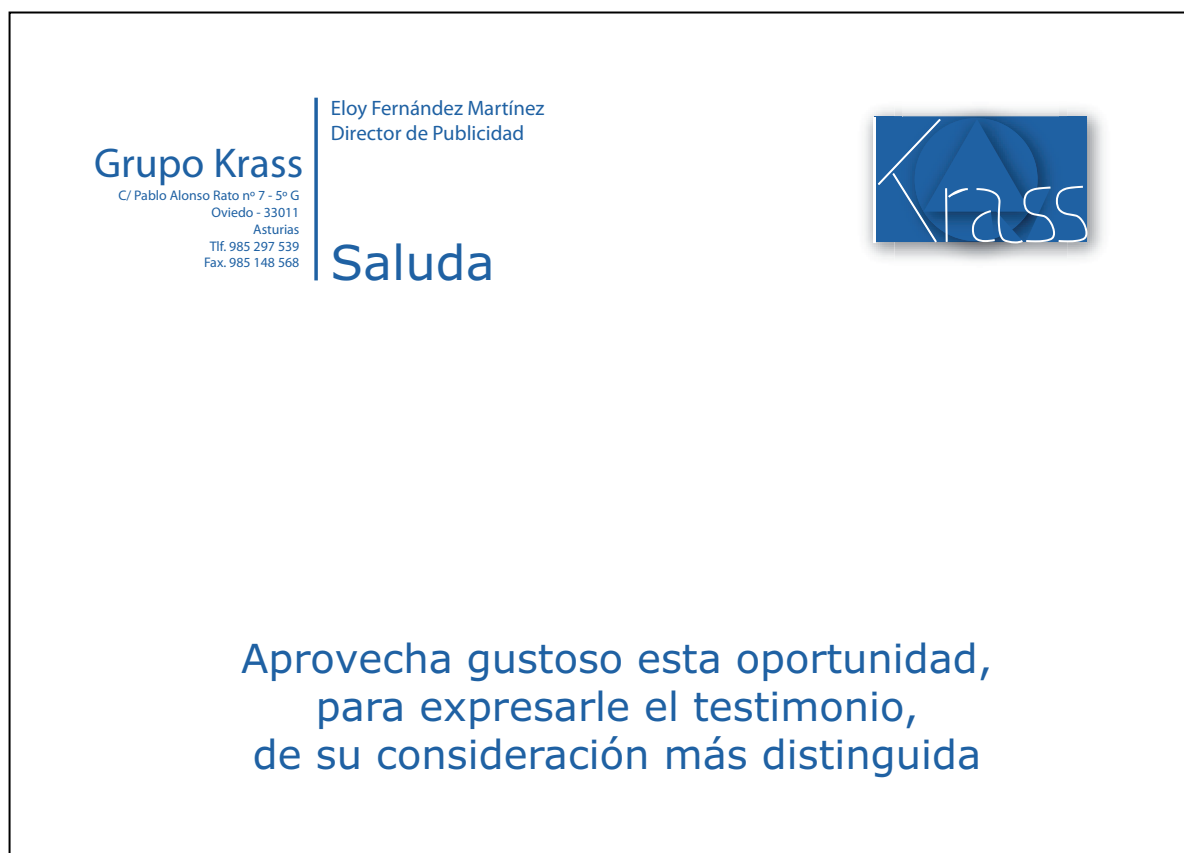 Eloy Fernández Martínez
Director de Publicidad
Grupo Krass
C/ Pablo Alonso Rato nº 7 - 5º G
Oviedo - 33011
Asturias
Tlf. 985 297 539
Fax. 985 148 568
Saluda
Krass
Aprovecha gustoso esta oportunidad,
para expresarle el testimonio,
de su consideración más distinguida